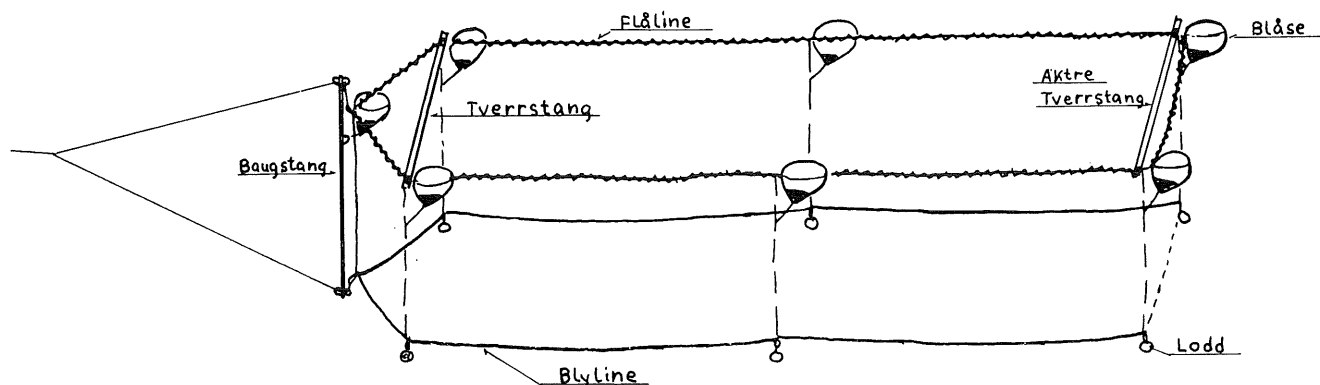 Flåline
Blåse
Aktre
Tverrstang
Tverrstang
Baugstang
Lodd
Blyline